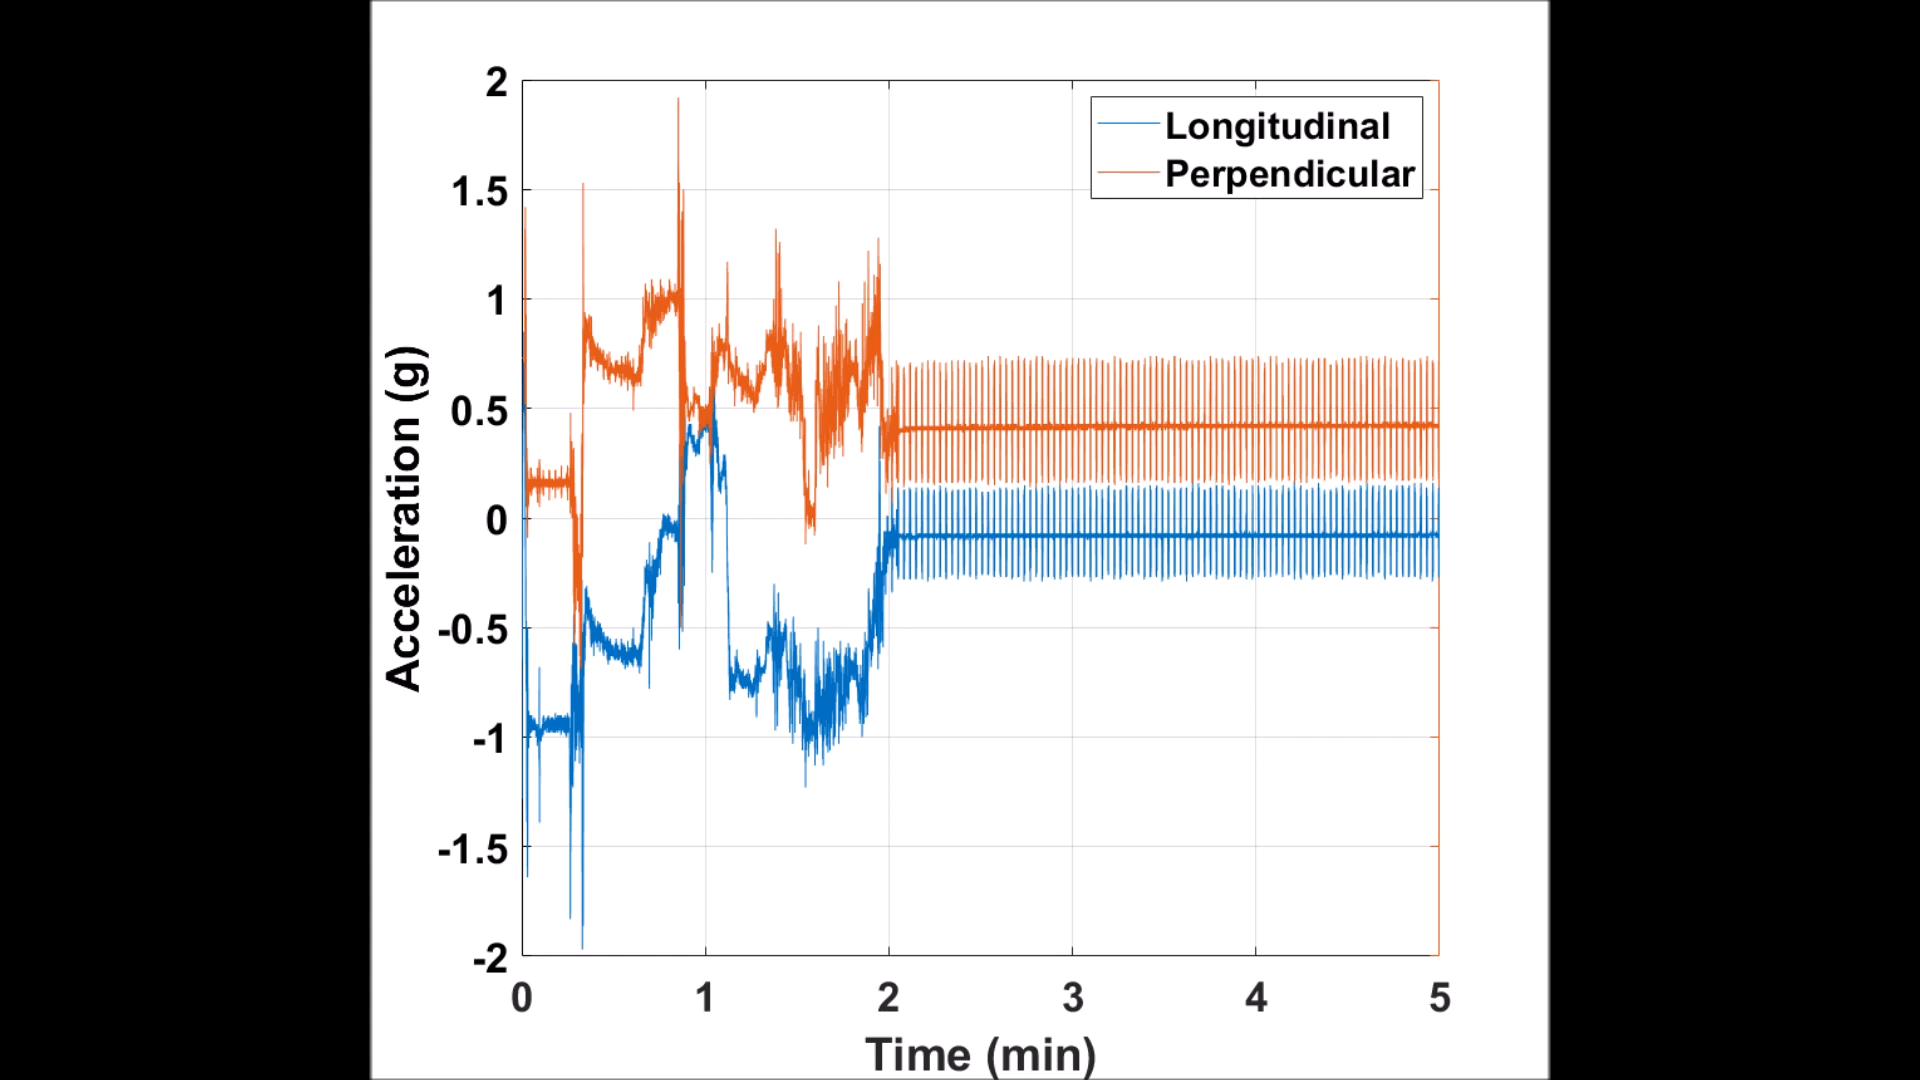 2
1.5
1
0.5
0
-0.5
-1
-1.5
-2
Acceleration (g)
Longitudinal
Perpendicular
0 1 2 3 4 5
Time (min)